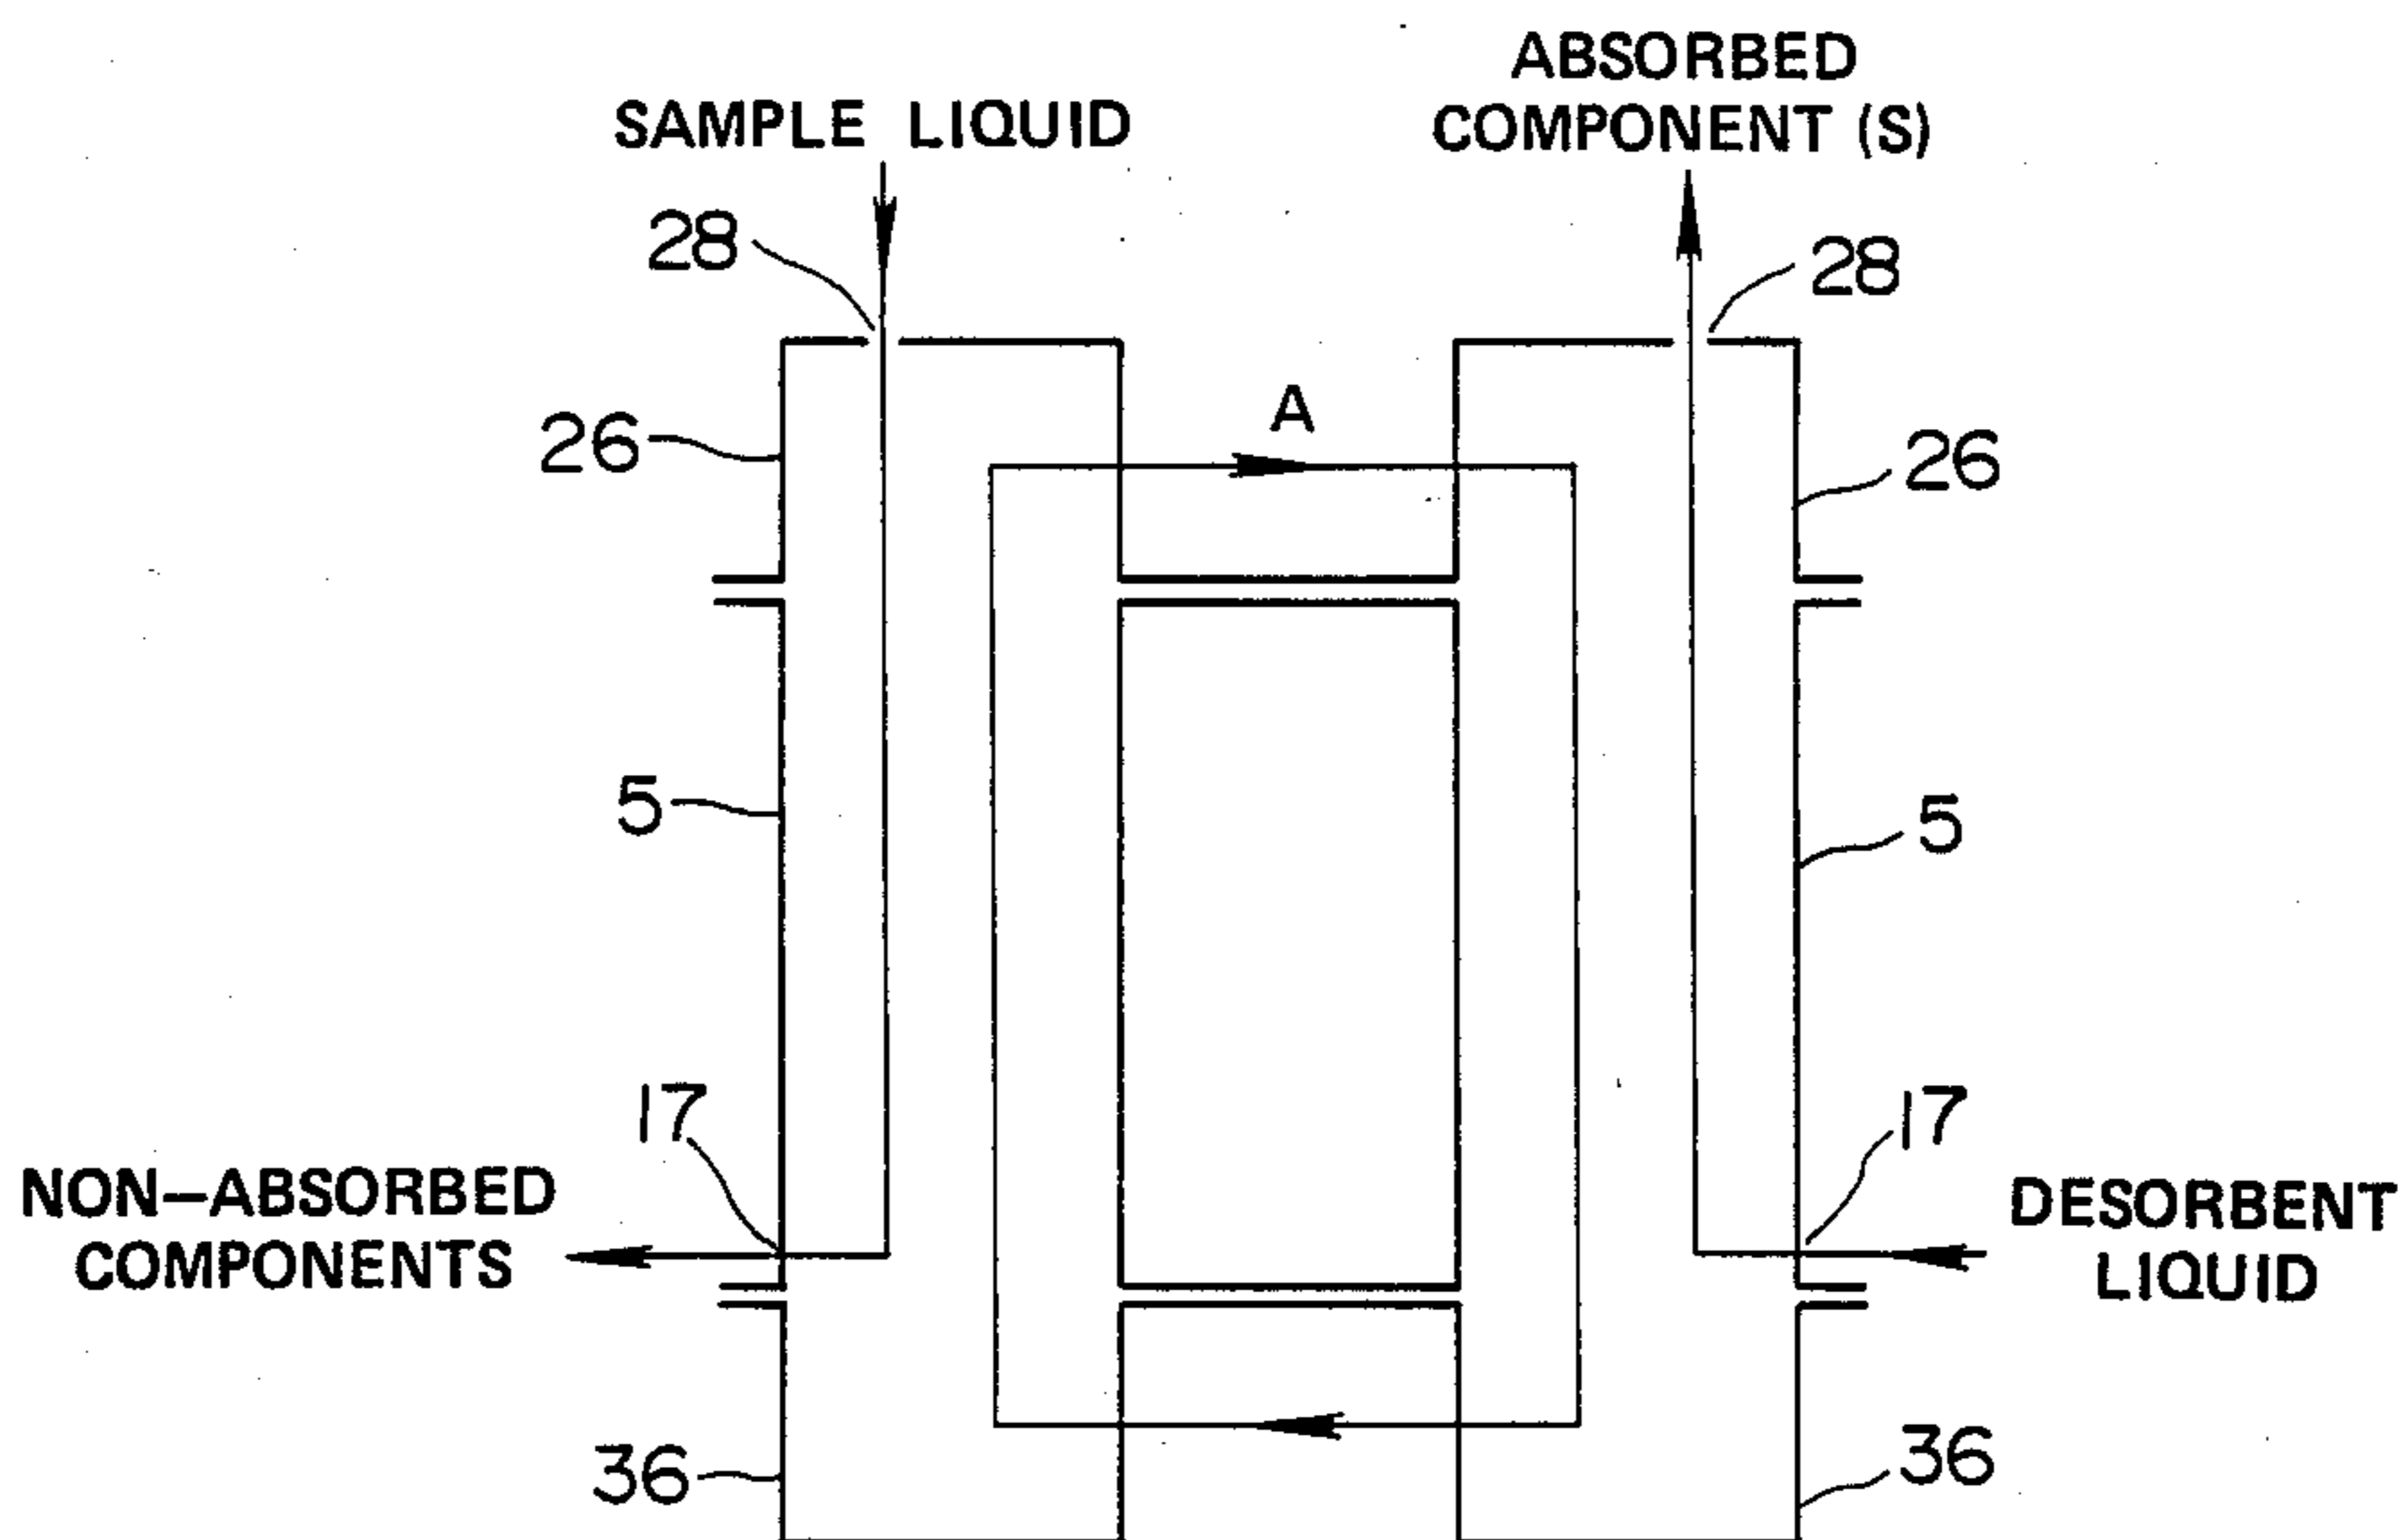 ABSORBED
COMPONENT (S)
SAMPLE LIQUID
28
28
A
26
26
5
5
17
17
NON-ABSORBED
COMPONENTS
DESORBENT
LIQUID
36
36